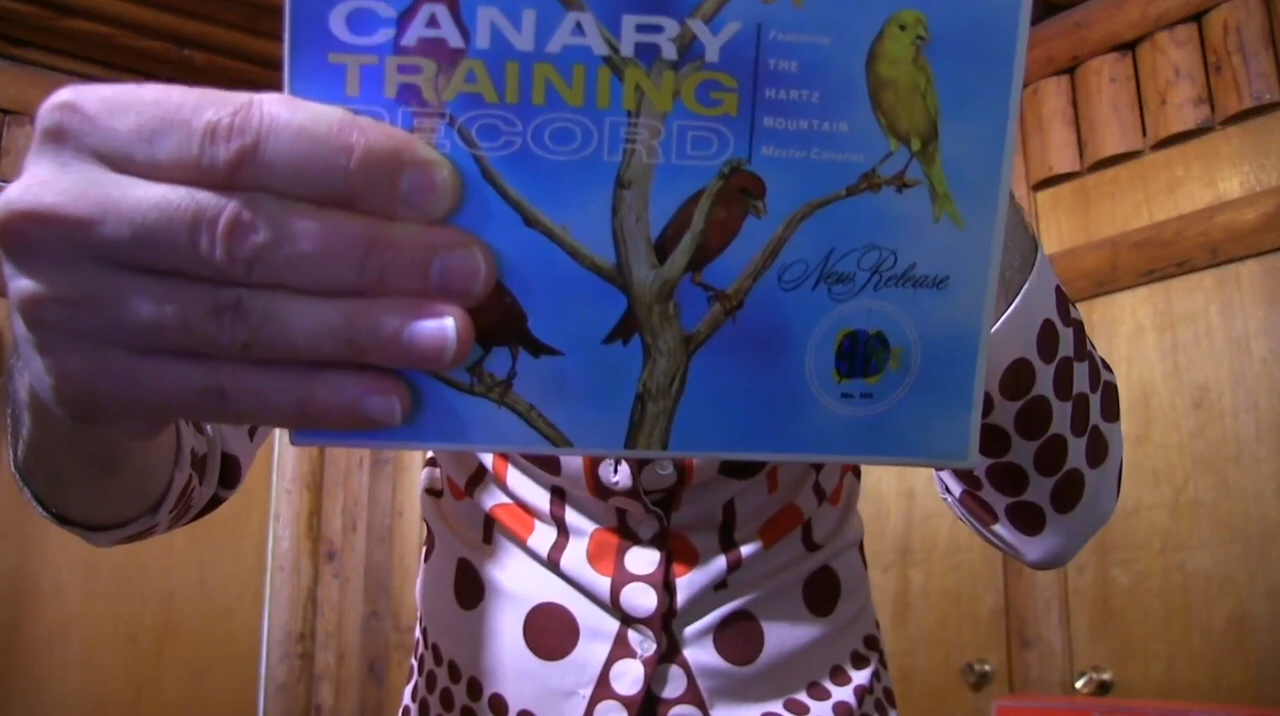 CANARY
TRAINING
RECORD
Featuring
THE
HARTZ
MOUNTAIN
Master Canaries
New Release